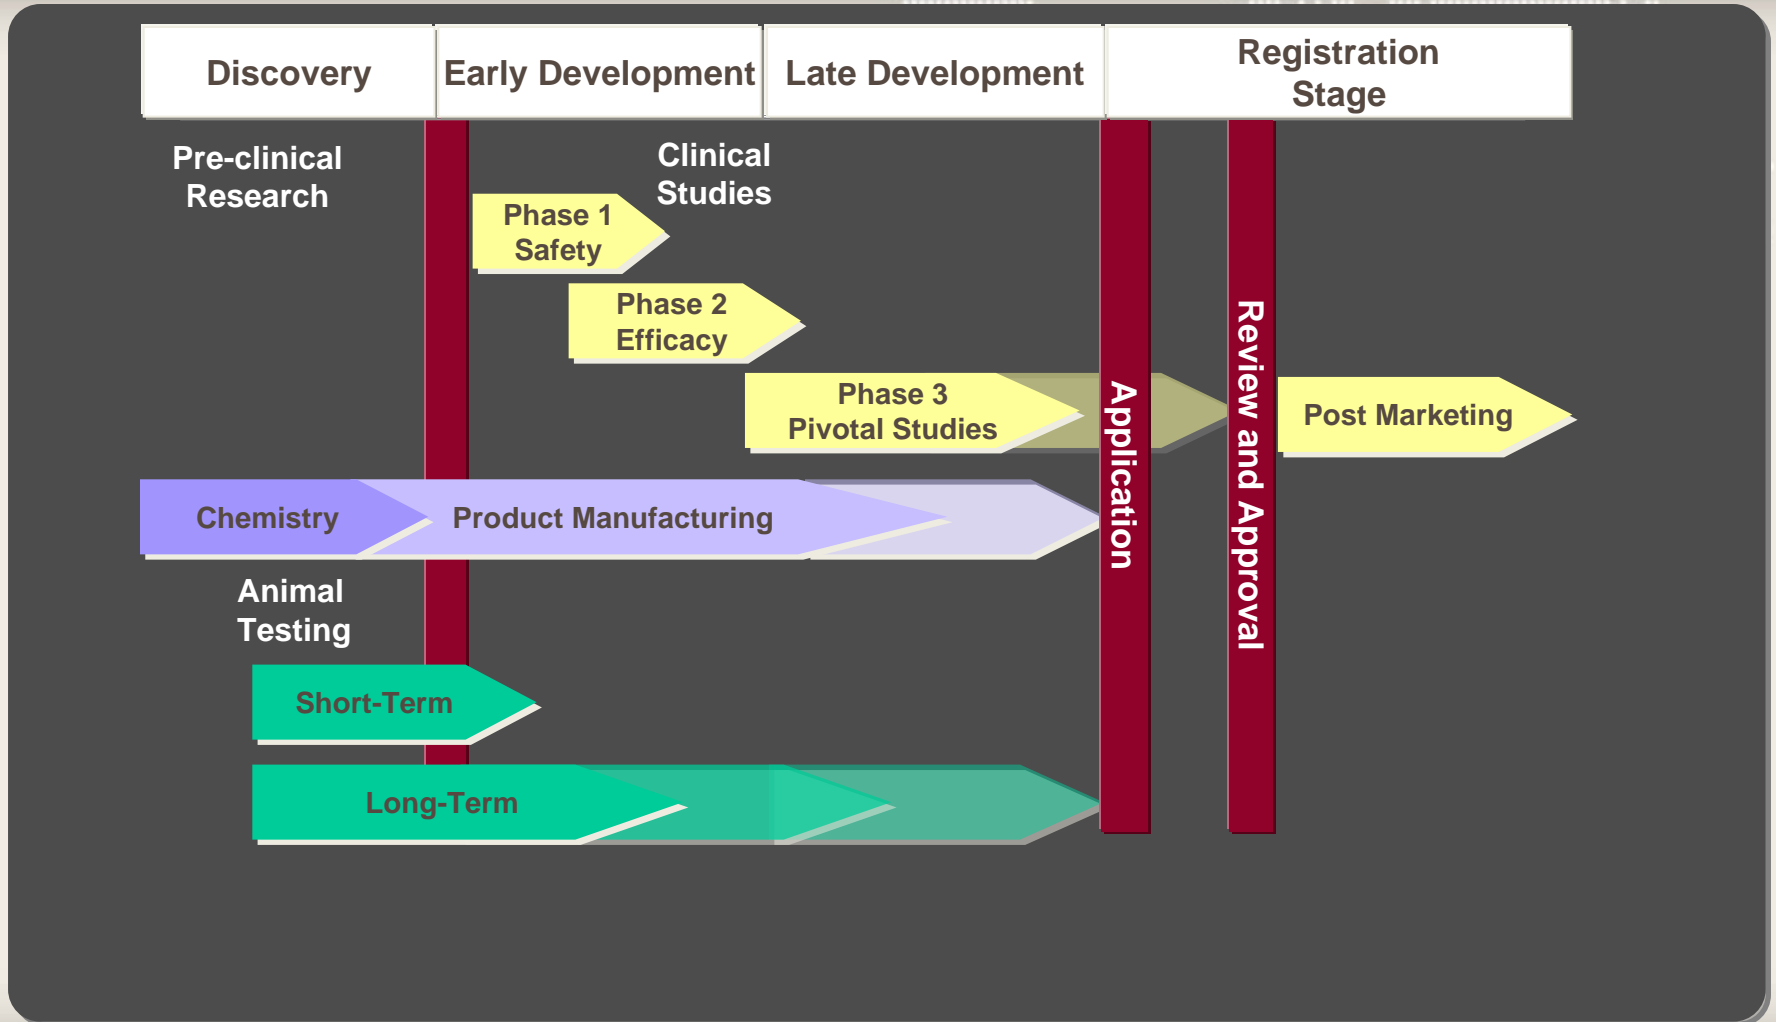 Discovery
Early Development
Late Development
Registration
Stage
Pre-clinical
Research
Clinical
Studies
Phase 1
Safety
Phase 2
Efficacy
Phase 3
Pivotal Studies
Application
Review and Approval
Post Marketing
Chemistry
Product Manufacturing
Animal
Testing
Short-Term
Long-Term